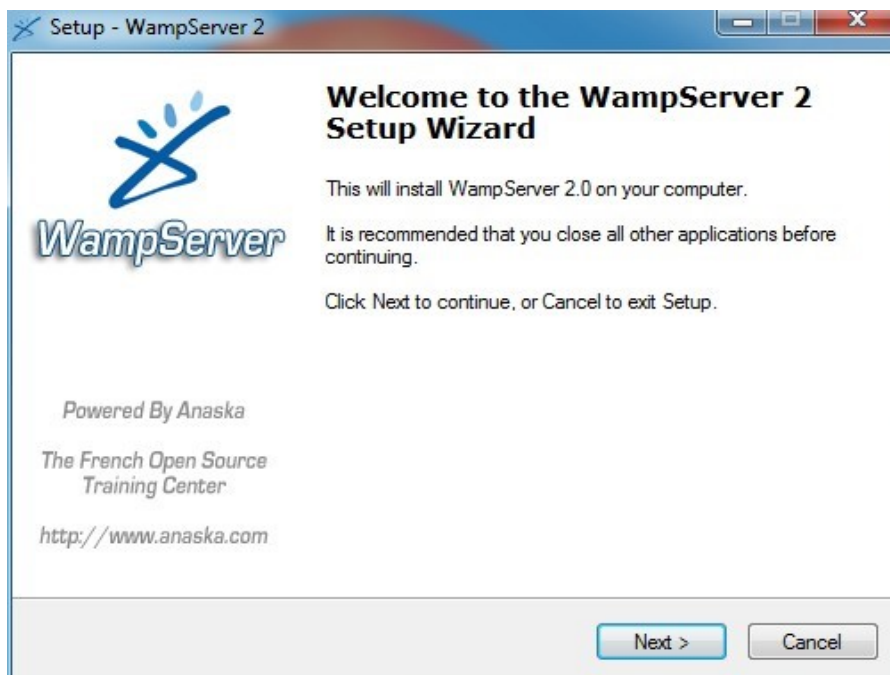 Setup - WampServer 2
Welcome to the WampServer 2
Setup Wizard
This will install WampServer 2.0 on your computer.
It is recommended that you close all other applications before
continuing.
Click Next to continue, or Cancel to exit Setup.
WampServer
Powered By Anaska
The French Open Source
Training Center
http://www.anaska.com
Next >
Cancel